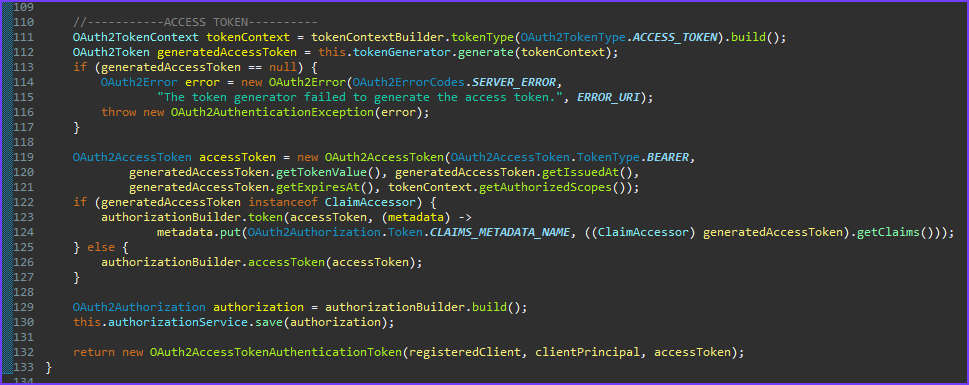 109
110 //-----------ACCESS TOKEN----------
111 OAuth2TokenContext tokenContext = tokenContextBuilder.tokenType(OAuth2TokenType.ACCESS_TOKEN).build();
112 OAuth2Token generatedAccessToken = this.tokenGenerator.generate(tokenContext);
113 if (generatedAccessToken == null) {
114 OAuth2Error error = new OAuth2Error(OAuth2ErrorCodes.SERVER_ERROR,
115 "The token generator failed to generate the access token.", ERROR_URI);
116 throw new OAuth2AuthenticationException(error);
117 }
118
119 OAuth2AccessToken accessToken = new OAuth2AccessToken(OAuth2AccessToken.TokenType.BEARER,
120 generatedAccessToken.getTokenValue(), generatedAccessToken.getIssuedAt(),
121 generatedAccessToken.getExpiresAt(), tokenContext.getAuthorizedScopes());
122 if (generatedAccessToken instanceof ClaimAccessor) {
123 authorizationBuilder.token(accessToken, (metadata) ->
124 metadata.put(OAuth2Authorization.Token.CLAIMS_METADATA_NAME, ((ClaimAccessor) generatedAccessToken).getClaims()));
125 } else {
126 authorizationBuilder.accessToken(accessToken);
127 }
128
129 OAuth2Authorization authorization = authorizationBuilder.build();
130 this.authorizationService.save(authorization);
131
132 return new OAuth2AccessTokenAuthenticationToken(registeredClient, clientPrincipal, accessToken);
133 }
134